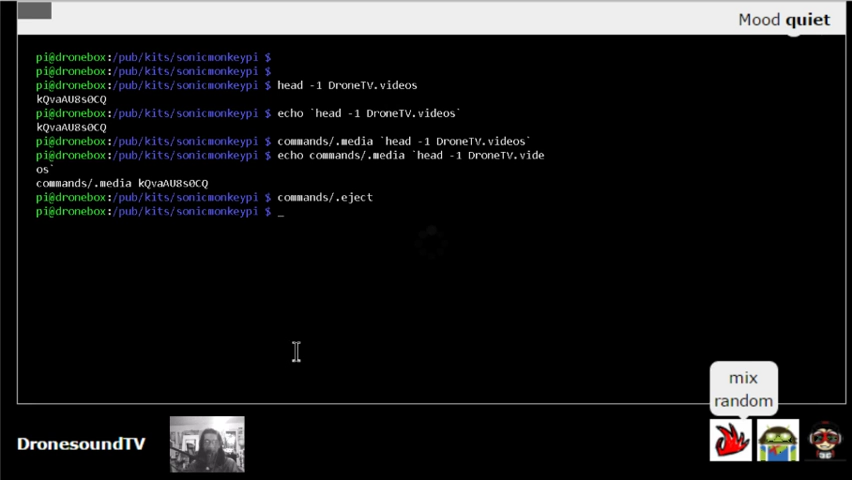 Mood quiet
pi@dronebox:/pub/kits/sonicmonkeypi $
pi@dronebox:/pub/kits/sonicmonkeypi $
pi@dronebox:/pub/kits/sonicmonkeypi $ head -1 DroneTV.videos
kQvaAU8s0CQ
pi@dronebox:/pub/kits/sonicmonkeypi $ echo `head -1 DroneTV.videos`
kQvaAU8s0CQ
pi@dronebox:/pub/kits/sonicmonkeypi $ commands/.media `head -1 DroneTV.videos`
pi@dronebox:/pub/kits/sonicmonkeypi $ echo commands/.media `head -1 DroneTV.vide
os`
commands/.media kQvaAU8s0CQ
pi@dronebox:/pub/kits/sonicmonkeypi $ commands/.eject
pi@dronebox:/pub/kits/sonicmonkeypi $ _
mix
random
DronesoundTV